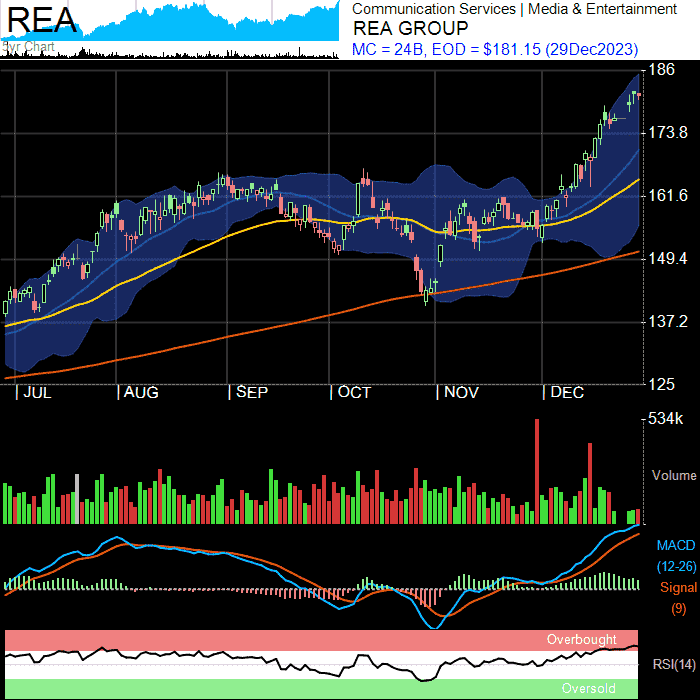 REA
5yr Chart
Communication Services | Media & Entertainment
REA GROUP
MC = 24B, EOD = $181.15 (29Dec2023)
186
173.8
161.6
149.4
137.2
125
JUL AUG SEP OCT NOV DEC
534k
Volume
MACD
(12-26)
Signal
(9)
Overbought
RSI(14)
Oversold